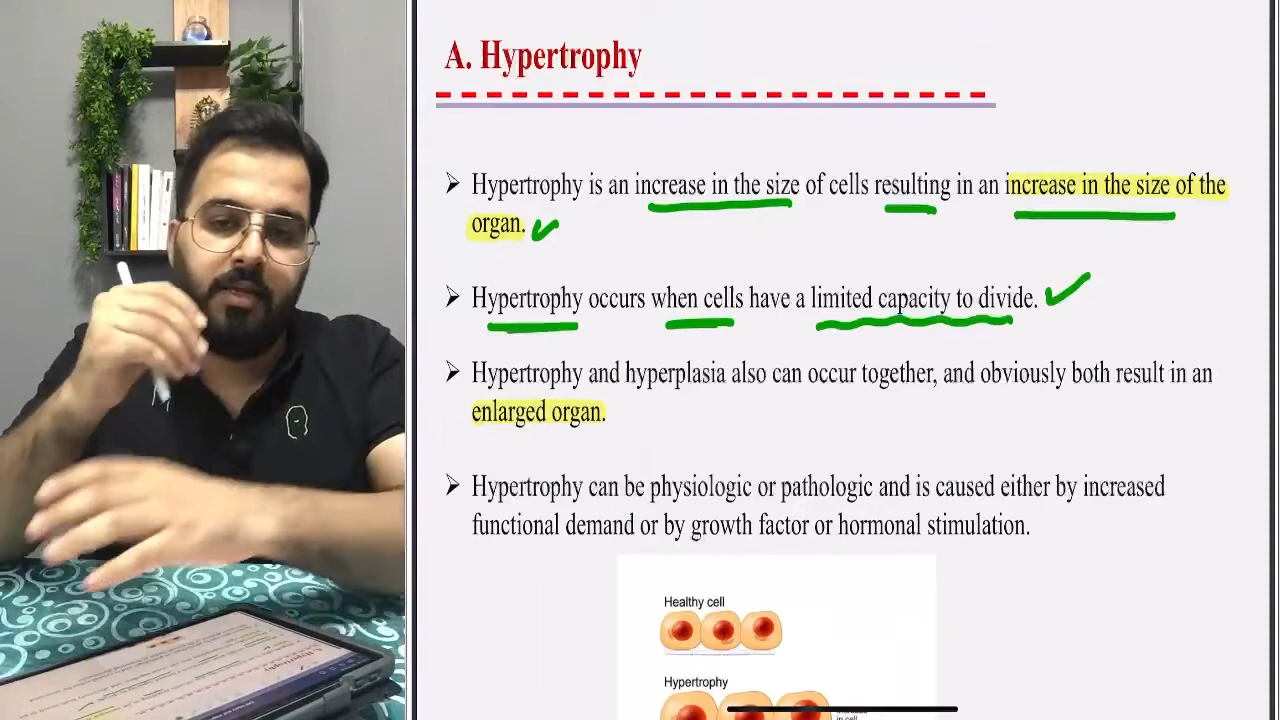 A. Hypertrophy
➢ Hypertrophy is an increase in the size of cells resulting in an increase in the size of the
organ.
➢ Hypertrophy occurs when cells have a limited capacity to divide.
➢ Hypertrophy and hyperplasia also can occur together, and obviously both result in an
enlarged organ.
➢ Hypertrophy can be physiologic or pathologic and is caused either by increased
functional demand or by growth factor or hormonal stimulation.
Healthy cell
Hypertrophy
in cell